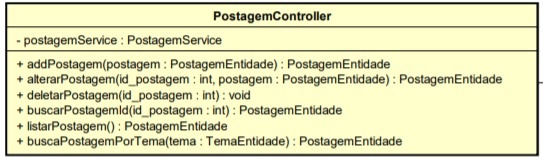 PostagemController
- postagemService : PostagemService
+ addPostagem(postagem : PostagemEntidade) : PostagemEntidade
+ alterarPostagem(id_postagem : int, postagem : PostagemEntidade) : PostagemEntidade
+ deletarPostagem(id_postagem : int) : void
+ buscarPostagemId(id_postagem : int) : PostagemEntidade
+ listarPostagem() : PostagemEntidade
+ buscaPostagemPorTema(tema : TemaEntidade) : PostagemEntidade